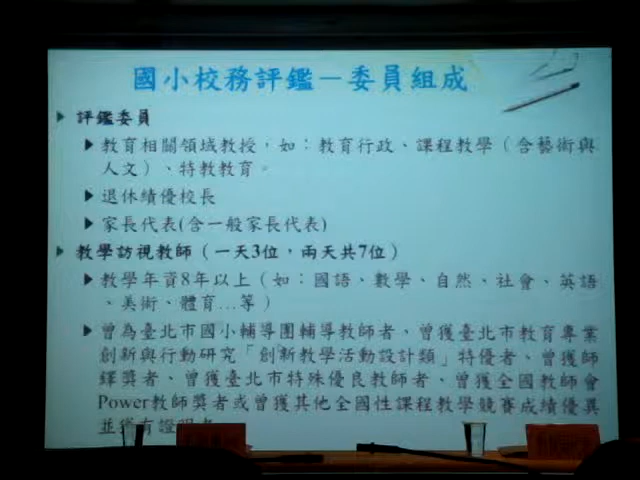 國小校務評鑑－委員組成
評鑑委員
教育相關領域教授，如：教育行政、課程教學（含藝術與
人文）、特教教育。
退休績優校長
家長代表(含一般家長代表)
教學訪視教師（一天3位，兩天共7位）
教學年資8年以上（如：國語、數學、自然、社會、英語
、美術、體育…等）
曾為臺北市國小輔導團輔導教師者、曾獲臺北市教育專業
創新與行動研究「創新教學活動設計類」特優者、曾獲師
鐸獎者、曾獲臺北市特殊優良教師者、曾獲全國教師會
Power教師獎者或曾獲其他全國性課程教學競賽成績優異
並獲有證明者